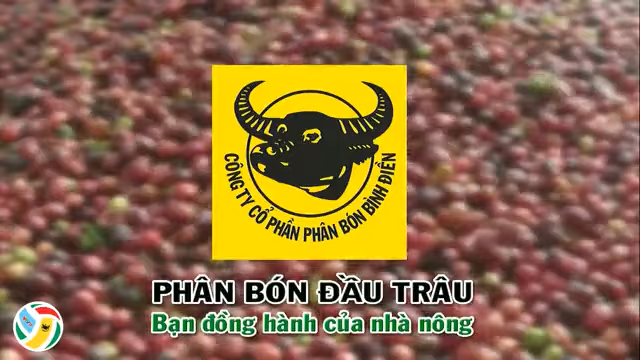 CÔNG TY CỔ PHẦN PHÂN BÓN BÌNH ĐIỀN
PHÂN BÓN ĐẦU TRÂU
Bạn đồng hành của nhà nông